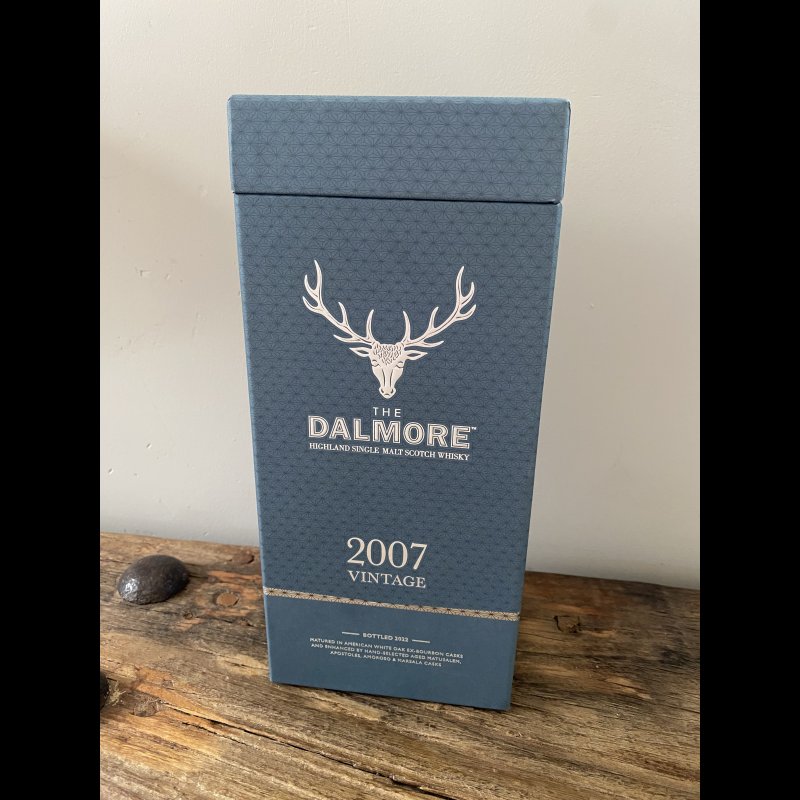 THE
DALMORE™
HIGHLAND SINGLE MALT SCOTCH WHISKY
2007
VINTAGE
BOTTLED 2022
MATURED IN AMERICAN WHITE OAK EX-BOURBON CASKS
AND ENHANCED BY HAND-SELECTED AGED MATUSALEM,
APOSTOLES, AMOROSO & MARSALA CASKS